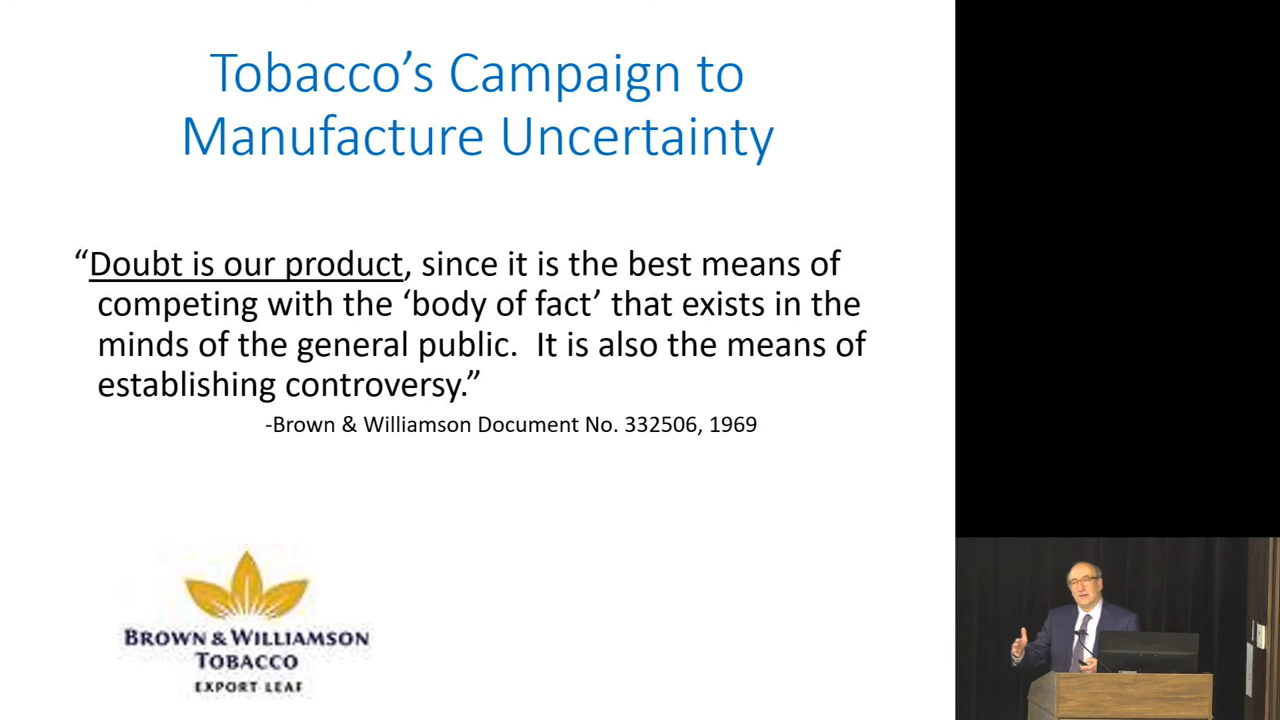 Tobacco’s Campaign to
Manufacture Uncertainty
“Doubt is our product, since it is the best means of
competing with the ‘body of fact’ that exists in the
minds of the general public.  It is also the means of
establishing controversy.”
-Brown & Williamson Document No. 332506, 1969
BROWN & WILLIAMSON
TOBACCO
EXPORT LEAF